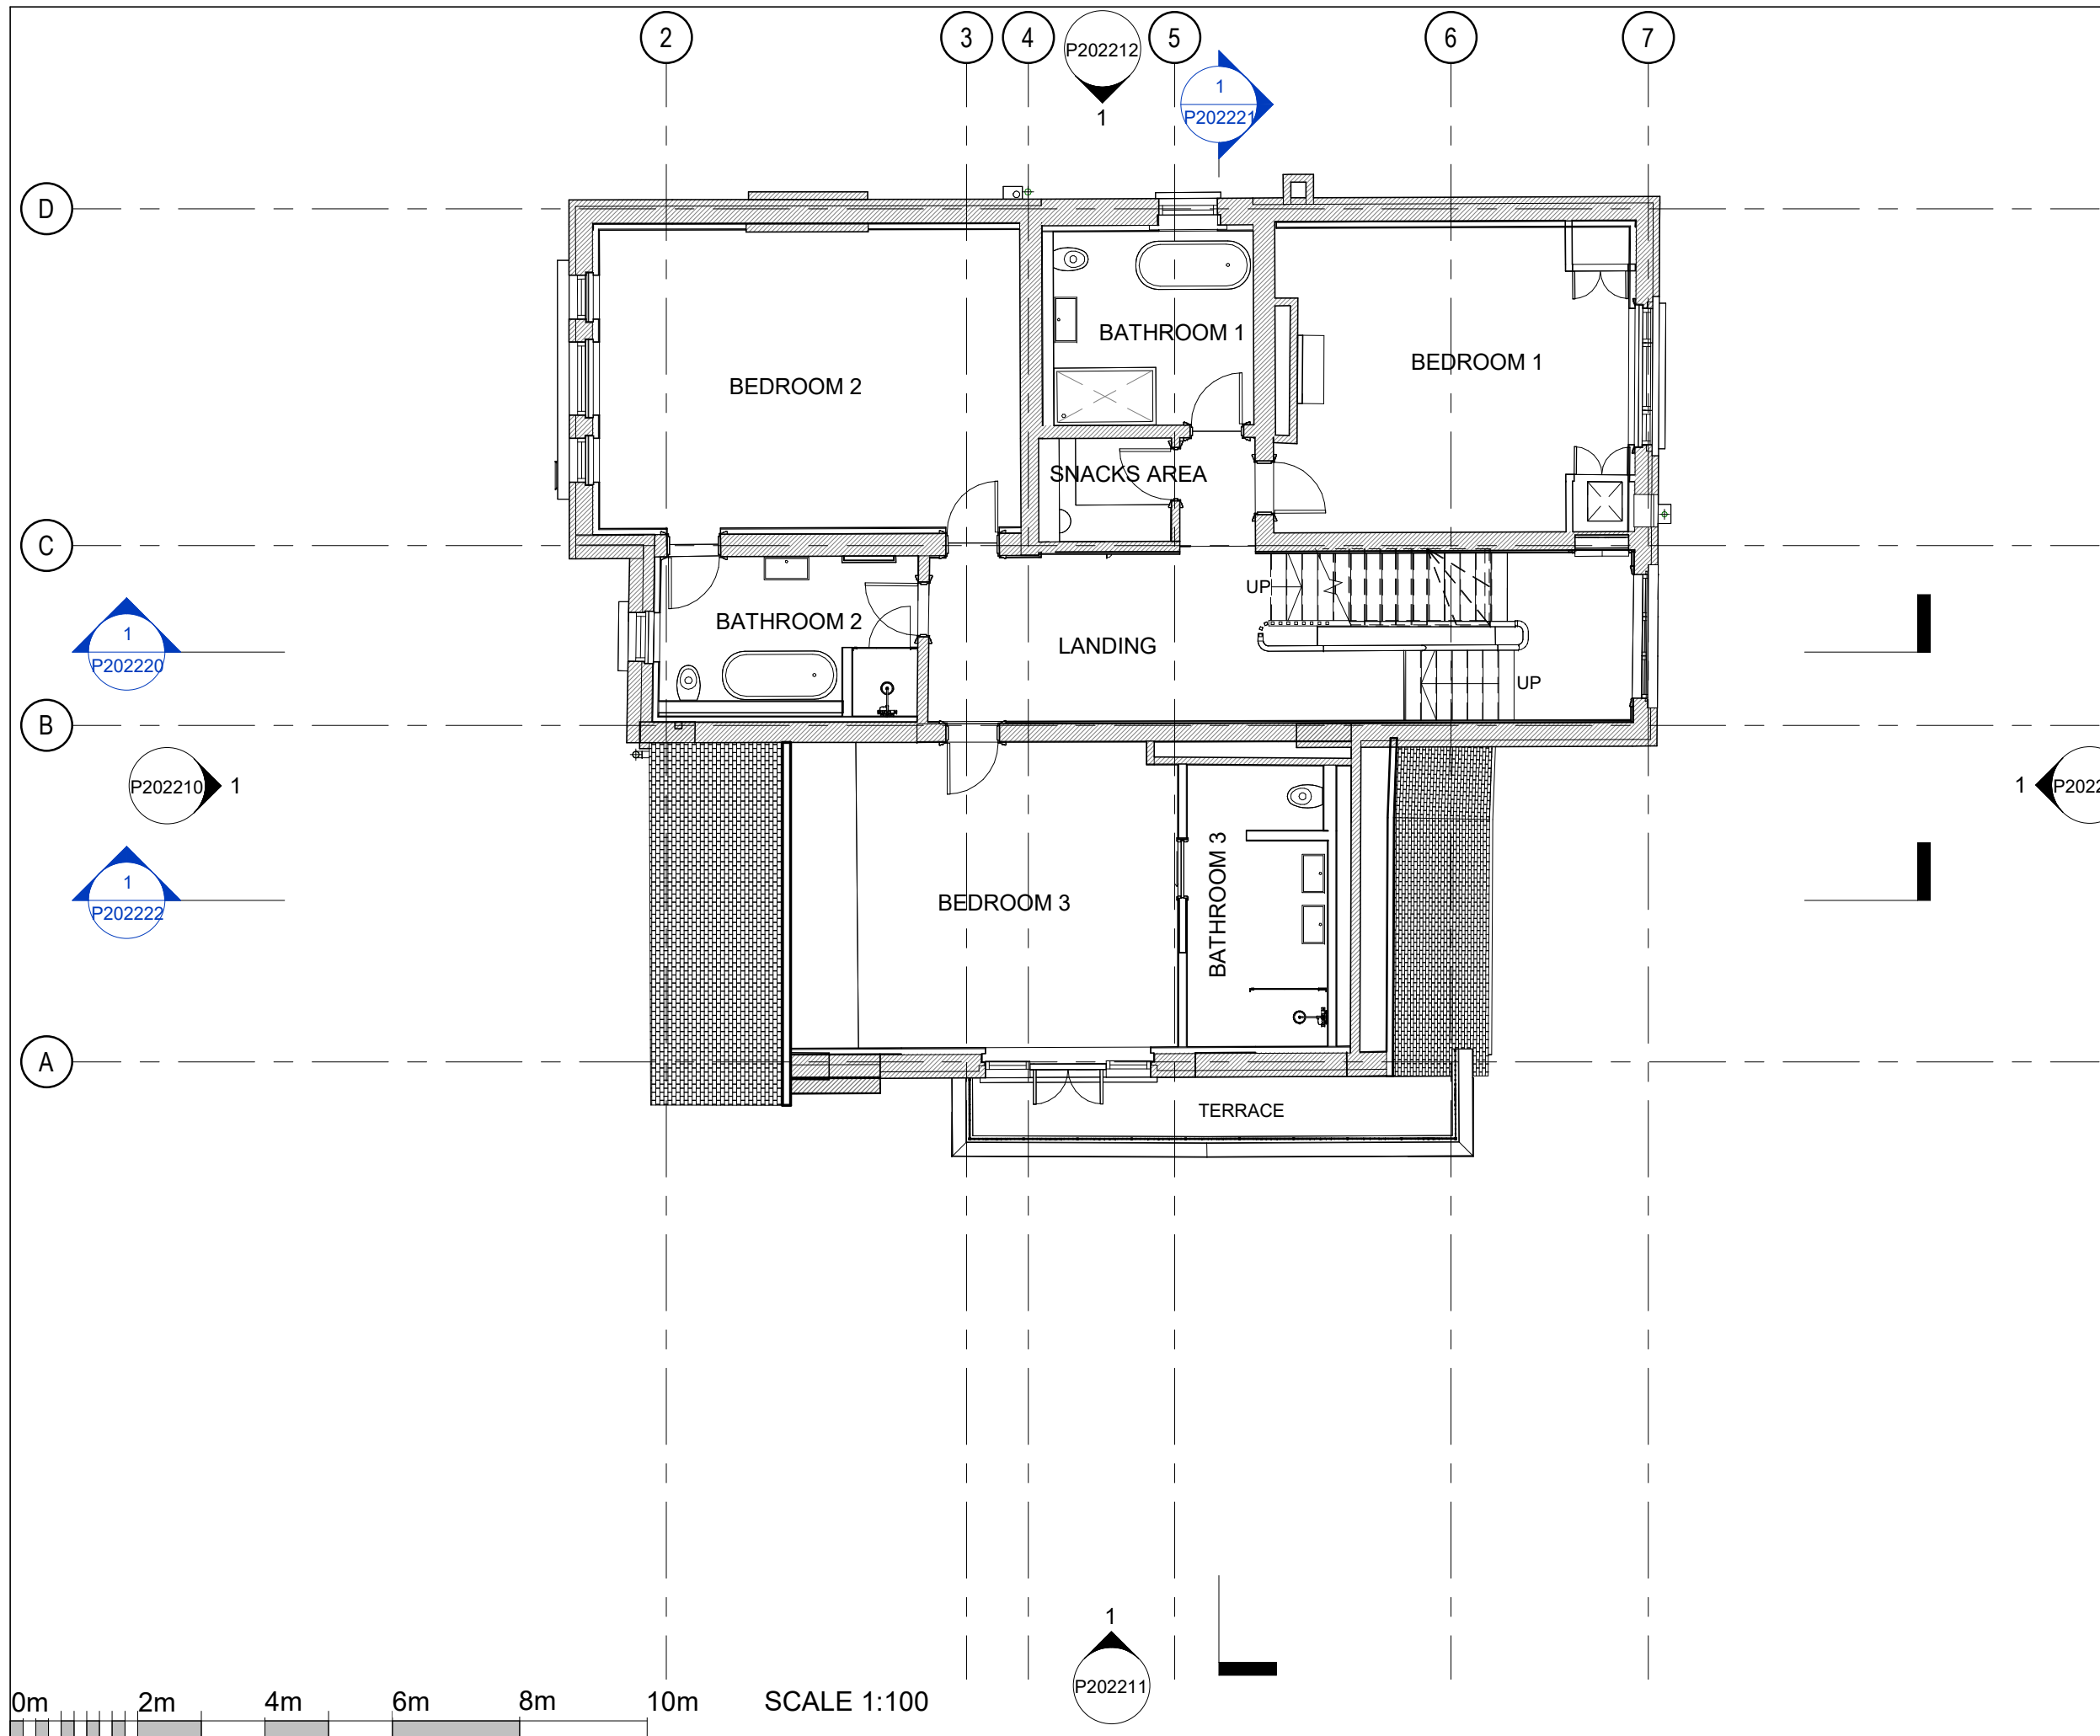 2 3 4 5 6 7
P202212
1
1
P202221
D
BATHROOM 1
BEDROOM 1
BEDROOM 2
SNACKS AREA
C
UP
1
BATHROOM 2
LANDING
P202220
UP
B
P202210 1
1
1
P202222
BEDROOM 3
BATHROOM 3
A
TERRACE
1
P202211
0m 2m 4m 6m 8m 10m SCALE 1:100